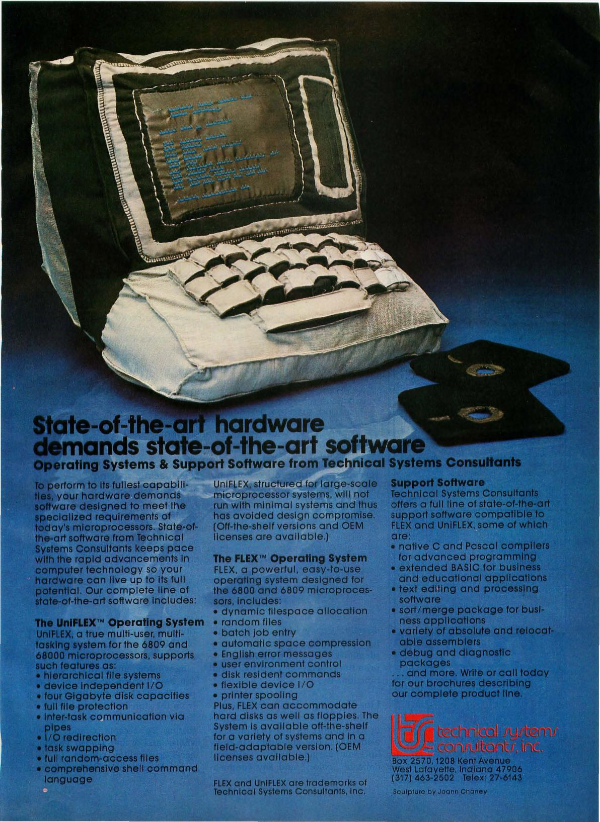 State-of-the-art hardware
demands state-of-the-art software
Operating Systems & Support Software from Technical Systems Consultants
To perform to its fullest capabili-
ties, your hardware demands
software designed to meet the
specialized requirements of
today's microprocessors. State-of-
the-art software from Technical
Systems Consultants keeps pace
with the rapid advancements in
computer technology so your
hardware can live up to its full
potential. Our complete line of
state-of-the-art software includes:
The UniFLEX™ Operating System
UniFLEX, a true multi-user, multi-
tasking system for the 6809 and
68000 microprocessors, supports
such features as:
• hierarchical file systems
• device independent I/O
• four Gigabyte disk capacities
• full file protection
• inter-task communication via
pipes
• I/O redirection
• task swapping
• full random-access files
• comprehensive shell command
language
UniFLEX, structured for large-scale
microprocessor systems, will not
run with minimal systems and thus
has avoided design compromise.
(Off-the-shelf versions and OEM
licenses are available.)
The FLEX™ Operating System
FLEX, a powerful, easy-to-use
operating system designed for
the 6800 and 6809 microproces-
sors, includes:
• dynamic filespace allocation
• random files
• batch job entry
• automatic space compression
• English error messages
• user environment control
• disk resident commands
• flexible device I/O
• printer spooling
Plus, FLEX can accommodate
hard disks as well as floppies. The
System is available off-the-shelf
for a variety of systems and in a
field-adaptable version. (OEM
licenses available.)
FLEX and UniFLEX are trademarks of
Technical Systems Consultants, Inc.
Support Software
Technical Systems Consultants
offers a full line of state-of-the-art
support software compatible to
FLEX and UniFLEX, some of which
are:
• native C and Pascal compilers
for advanced programming
• extended BASIC for business
and educational applications
• text editing and processing
software
• sort/merge package for busi-
ness applications
• variety of absolute and relocat-
able assemblers
• debug and diagnostic
packages
. . . and more. Write or call today
for our brochures describing
our complete product line.
tsc
technical systems
consultants, inc.
Box 2570, 1208 Kent Avenue
West Lafayette, Indiana 47906
(317) 463-2502 Telex: 27-6143
Sculpture by Joann Chaney